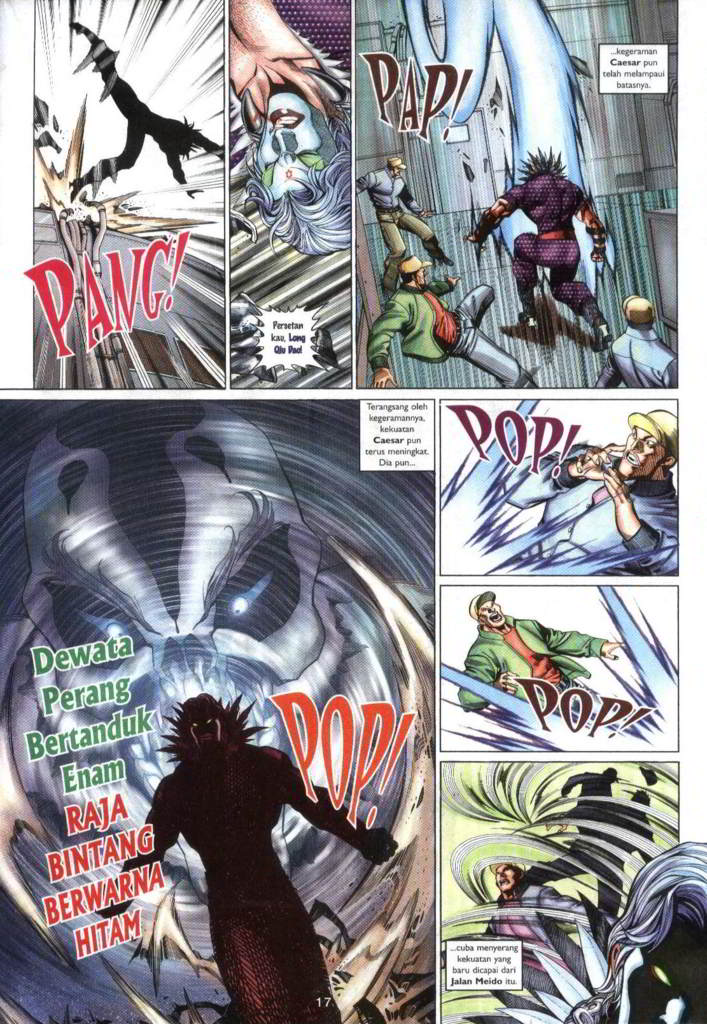 PANG!
Persetan
kau, Long
Qiu Dao!
PAP!
...kegeraman
Caesar pun
telah melampaui
batasnya.
Terangsang oleh
kegeramannya,
kekuatan
Caesar pun
terus meningkat.
Dia pun...
Dewata
Perang
Bertanduk
Enam
RAJA
BINTANG
BERWARNA
HITAM
POP!
POP!
POP!
...cuba menyerang
kekuatan yang
baru dicapai dari
Jalan Meido itu.
17